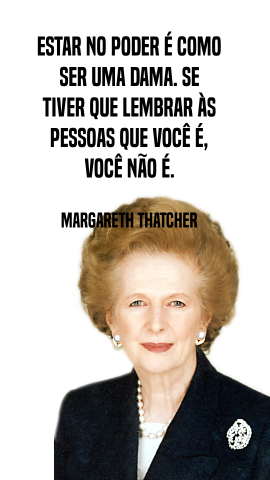 ESTAR NO PODER É COMO
SER UMA DAMA. SE
TIVER QUE LEMBRAR ÀS
PESSOAS QUE VOCÊ É,
VOCÊ NÃO É.
MARGARETH THATCHER